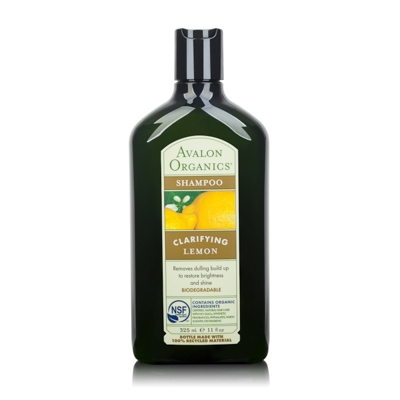 AVALON
ORGANICS®
SHAMPOO
CLARIFYING
LEMON
Removes dulling build up
to restore brightness
and shine
BIODEGRADABLE
NSF
CONTAINS ORGANIC
INGREDIENTS
325 mL e 11 fl oz
BOTTLE MADE WITH
100% RECYCLED MATERIAL